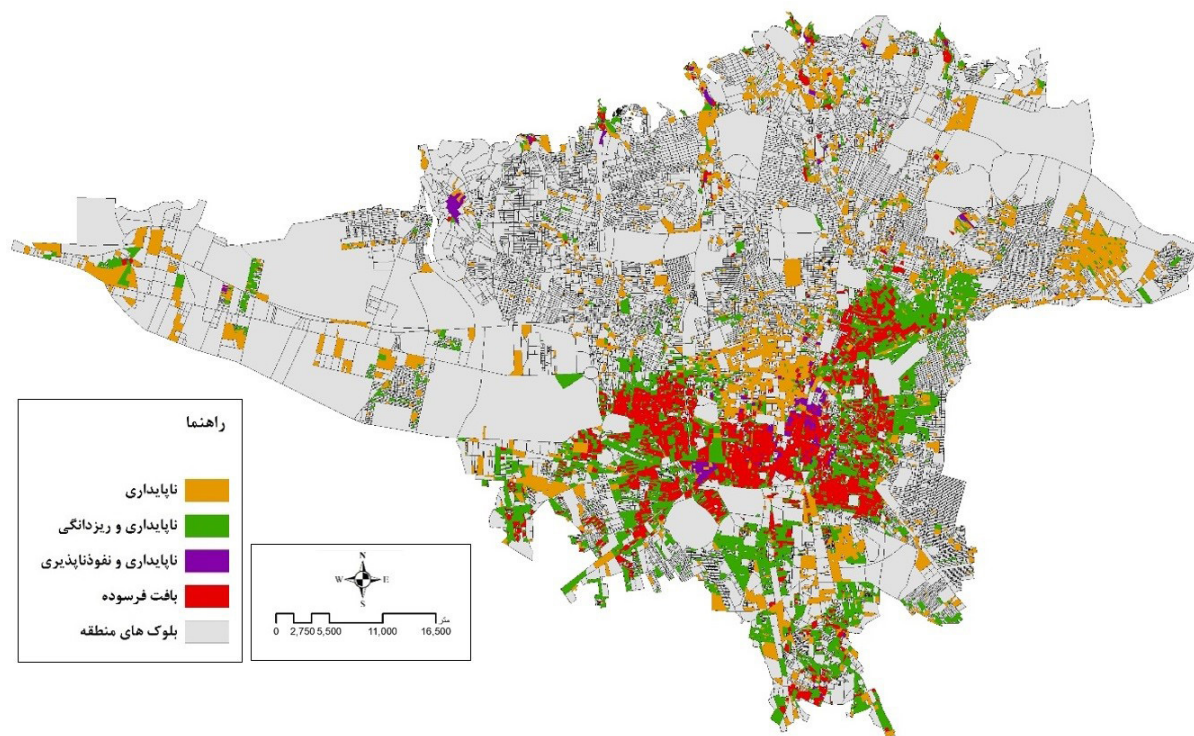 راهنما
ناپایداری
ناپایداری و ریزدانگی
ناپایداری و نفوذناپذیری
بافت فرسوده
بلوک های منطقه
N
W E
S
متر
0 2,750 5,500 11,000 16,500